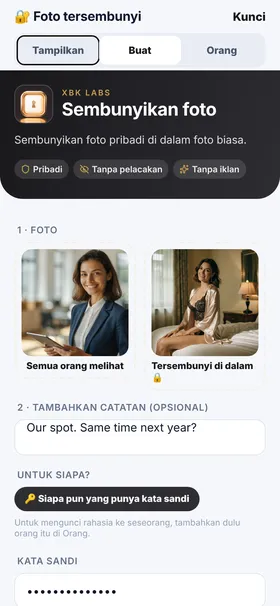 🔐 Foto tersembunyi
Kunci
Tampilkan
Buat
Orang
XBK LABS
Sembunyikan foto
Sembunyikan foto pribadi di dalam foto biasa.
Pribadi
Tanpa pelacakan
Tanpa iklan
1 · FOTO
Semua orang melihat
Tersembunyi di dalam
🔒
2 · TAMBAHKAN CATATAN (OPSIONAL)
Our spot. Same time next year?
UNTUK SIAPA?
🔑 Siapa pun yang punya kata sandi
Untuk mengunci rahasia ke seseorang, tambahkan dulu
orang itu di Orang.
KATA SANDI
••••••••••••••